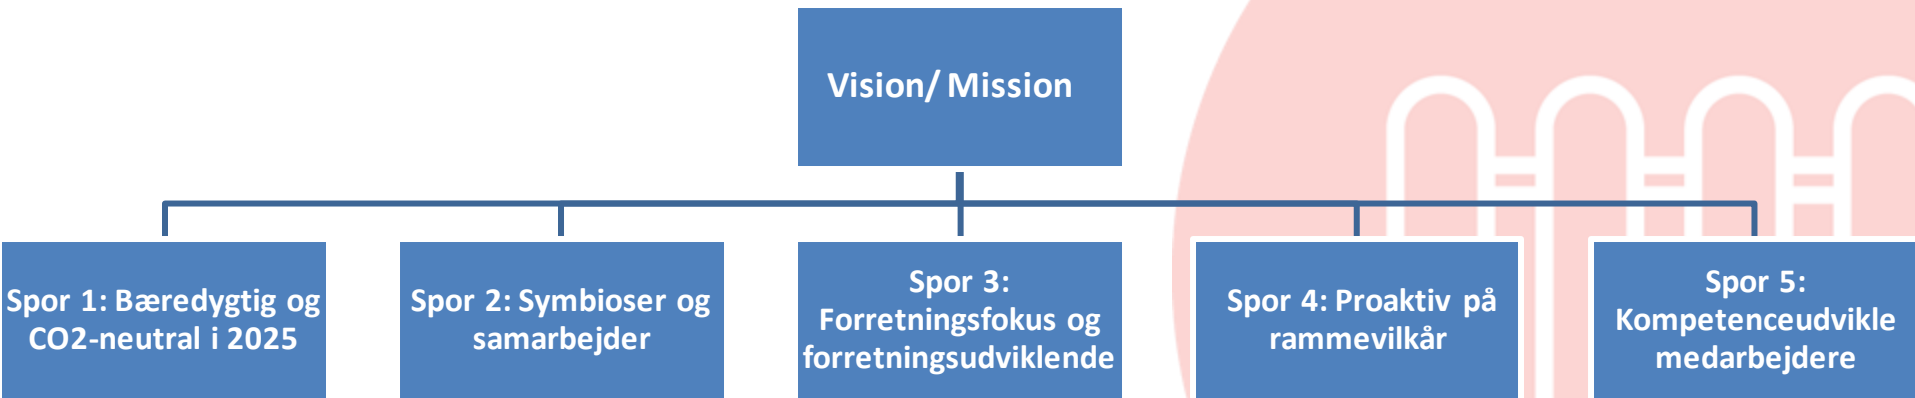 Vision/ Mission
Spor 1: Bæredygtig og
CO2-neutral i 2025
Spor 2: Symbioser og
samarbejder
Spor 3:
Forretningsfokus og
forretningsudviklende
Spor 4: Proaktiv på
rammevilkår
Spor 5:
Kompetenceudvikle
medarbejdere